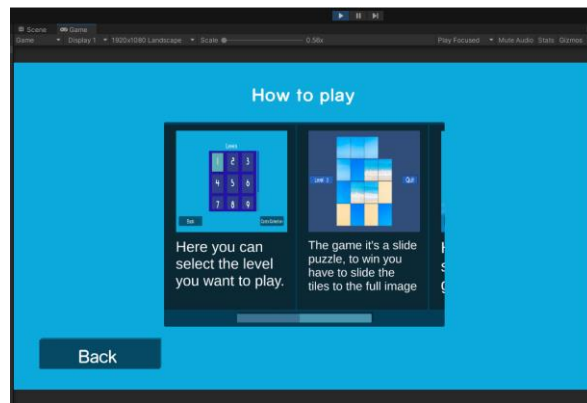 Scene Game
Game Display 1 1920x1080 Landscape Scale 0.56x Play Focused Mute Audio Stats Gizmos
How to play
Levels
1 2 3
4 5 6
7 8 9
Back
Here you can
select the level
you want to play.
Level 1 Quit
The game it's a slide
puzzle, to win you
have to slide the
tiles to the full image
Back